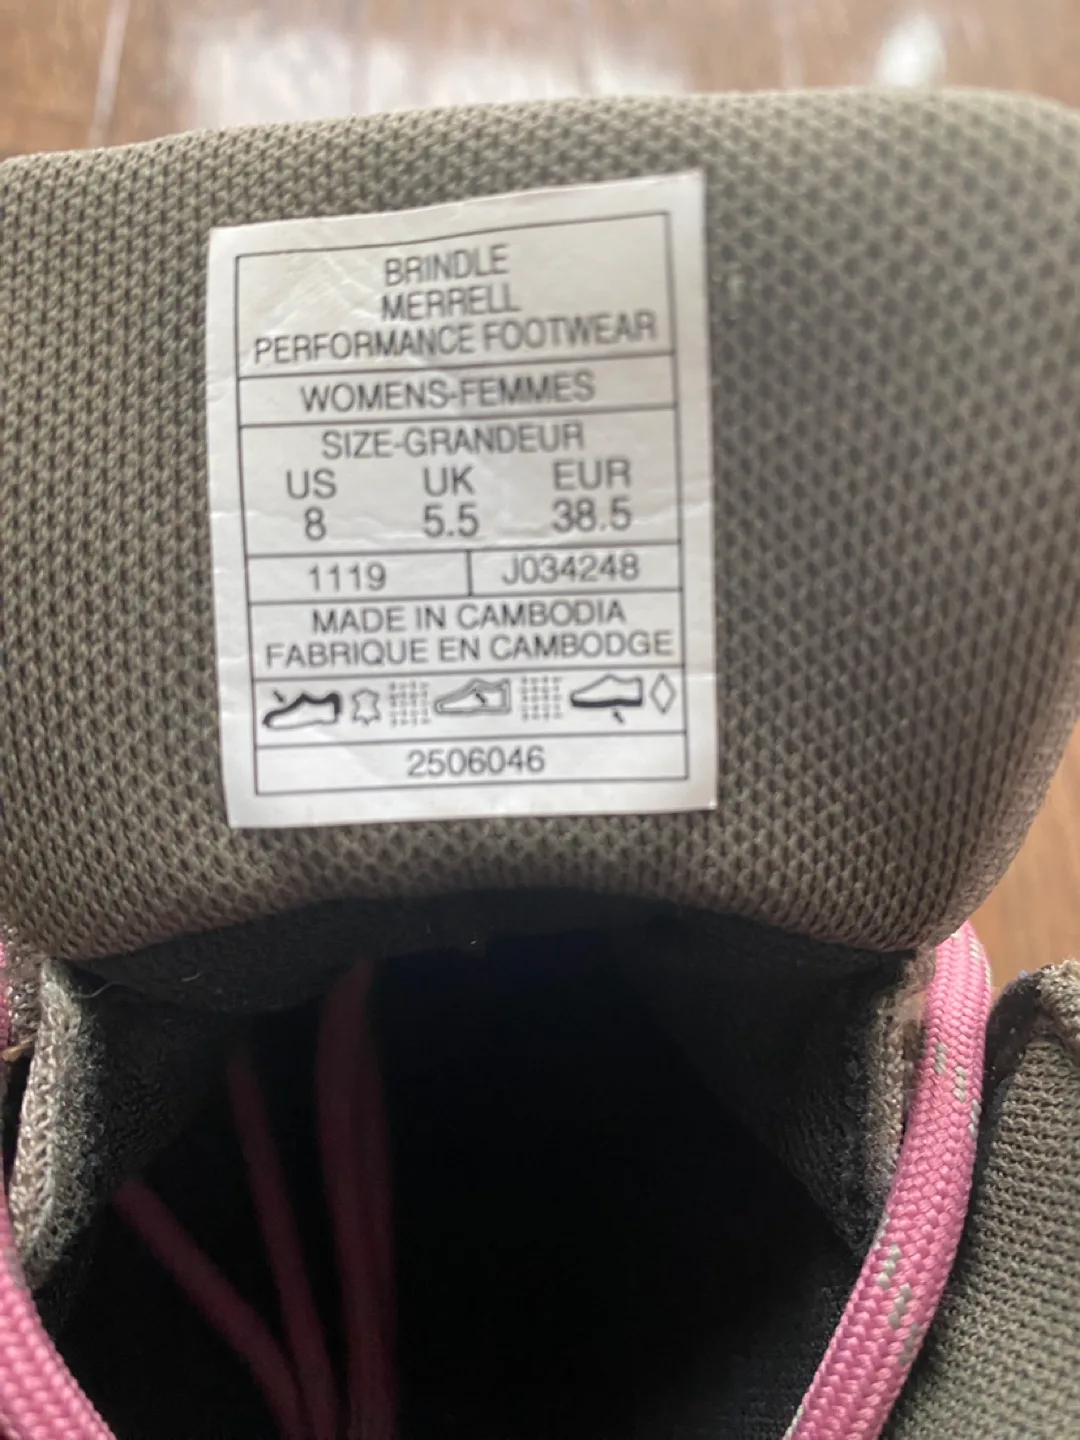 BRINDLE
MERRELL
PERFORMANCE FOOTWEAR
WOMENS-FEMMES
SIZE-GRANDEUR
US UK EUR
8 5.5 38.5
1119 J034248
MADE IN CAMBODIA
FABRIQUE EN CAMBODGE
2506046